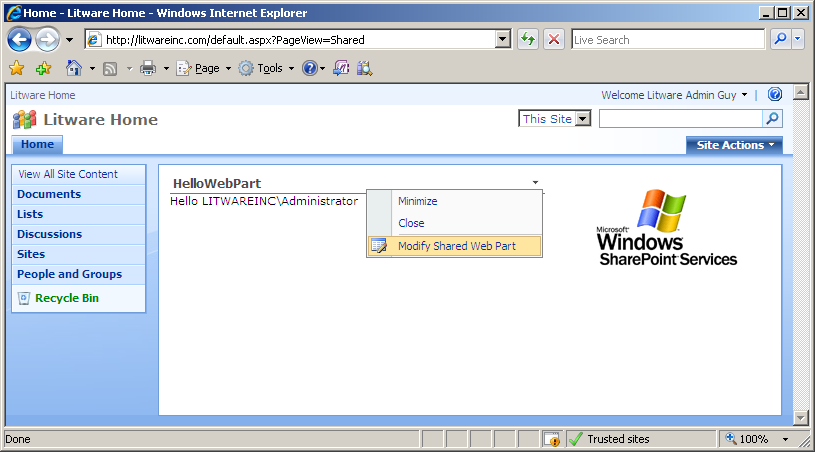 Home - Litware Home - Windows Internet Explorer
http://litwareinc.com/default.aspx?PageView=Shared
Live Search
Page
Tools
Litware Home
Welcome Litware Admin Guy
Litware Home
This Site
Home
Site Actions
View All Site Content
Documents
Lists
Discussions
Sites
People and Groups
Recycle Bin
HelloWebPart
Hello LITWAREINC\Administrator
Minimize
Close
Modify Shared Web Part
Microsoft
Windows
SharePoint Services
Done
Trusted sites
100%